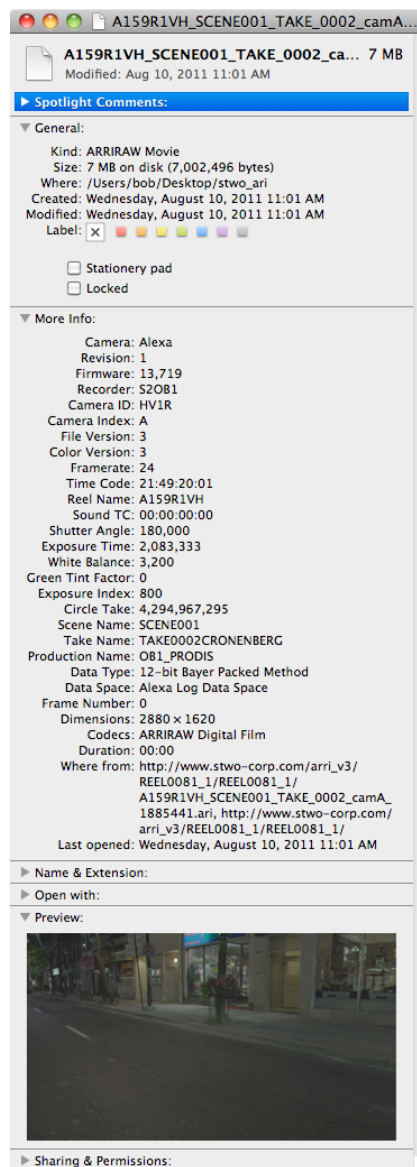 A159R1VH_SCENE001_TAKE_0002_camA...
A159R1VH_SCENE001_TAKE_0002_ca... 7 MB
Modified: Aug 10, 2011 11:01 AM
Spotlight Comments:
General:
Kind: ARRIRAW Movie
Size: 7 MB on disk (7,002,496 bytes)
Where: /Users/bob/Desktop/stwo_ari
Created: Wednesday, August 10, 2011 11:01 AM
Modified: Wednesday, August 10, 2011 11:01 AM
Label:
Stationery pad
Locked
More Info:
Camera: Alexa
Revision: 1
Firmware: 13,719
Recorder: S2OB1
Camera ID: HV1R
Camera Index: A
File Version: 3
Color Version: 3
Framerate: 24
Time Code: 21:49:20:01
Reel Name: A159R1VH
Sound TC: 00:00:00:00
Shutter Angle: 180,000
Exposure Time: 2,083,333
White Balance: 3,200
Green Tint Factor: 0
Exposure Index: 800
Circle Take: 4,294,967,295
Scene Name: SCENE001
Take Name: TAKE0002CRONENBERG
Production Name: OB1_PRODIS
Data Type: 12-bit Bayer Packed Method
Data Space: Alexa Log Data Space
Frame Number: 0
Dimensions: 2880 × 1620
Codecs: ARRIRAW Digital Film
Duration: 00:00
Where from: http://www.stwo-corp.com/arri_v3/
REEL0081_1/REEL0081_1/
A159R1VH_SCENE001_TAKE_0002_camA_
1885441.ari, http://www.stwo-corp.com/
arri_v3/REEL0081_1/REEL0081_1/
Last opened: Wednesday, August 10, 2011 11:01 AM
Name & Extension:
Open with:
Preview:
Sharing & Permissions: